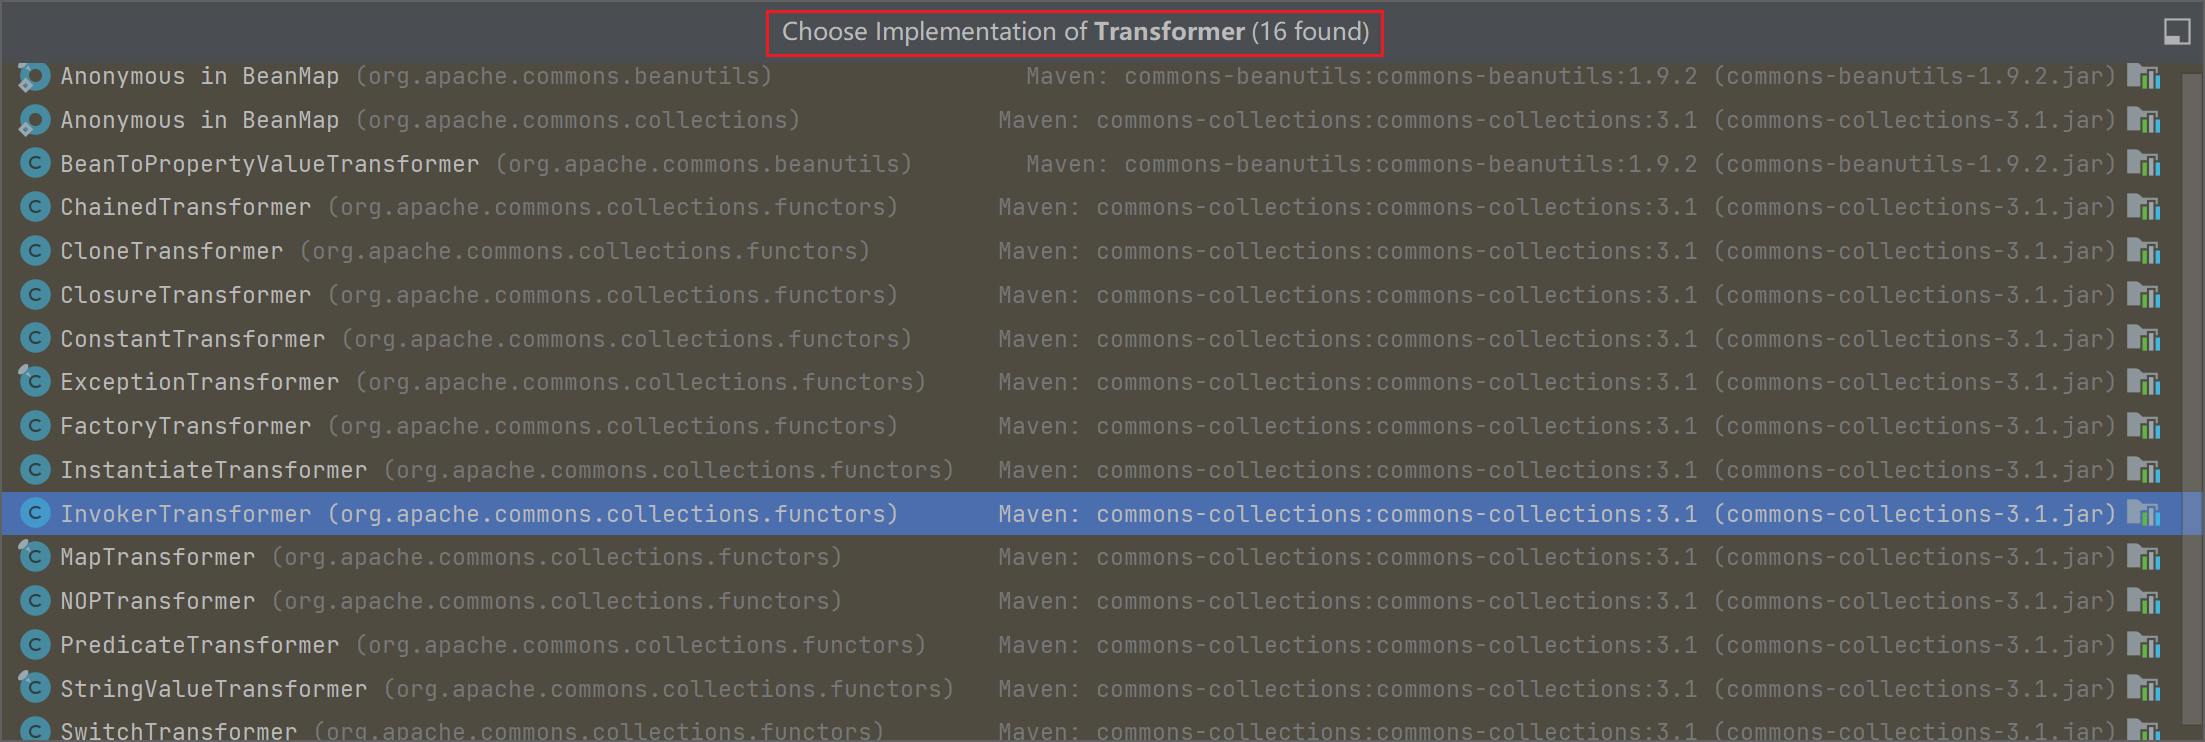 Choose Implementation of Transformer (16 found)
Anonymous in BeanMap (org.apache.commons.beanutils) Maven: commons-beanutils:commons-beanutils:1.9.2 (commons-beanutils-1.9.2.jar)
Anonymous in BeanMap (org.apache.commons.collections) Maven: commons-collections:commons-collections:3.1 (commons-collections-3.1.jar)
BeanToPropertyValueTransformer (org.apache.commons.beanutils) Maven: commons-beanutils:commons-beanutils:1.9.2 (commons-beanutils-1.9.2.jar)
ChainedTransformer (org.apache.commons.collections.functors) Maven: commons-collections:commons-collections:3.1 (commons-collections-3.1.jar)
CloneTransformer (org.apache.commons.collections.functors) Maven: commons-collections:commons-collections:3.1 (commons-collections-3.1.jar)
ClosureTransformer (org.apache.commons.collections.functors) Maven: commons-collections:commons-collections:3.1 (commons-collections-3.1.jar)
ConstantTransformer (org.apache.commons.collections.functors) Maven: commons-collections:commons-collections:3.1 (commons-collections-3.1.jar)
ExceptionTransformer (org.apache.commons.collections.functors) Maven: commons-collections:commons-collections:3.1 (commons-collections-3.1.jar)
FactoryTransformer (org.apache.commons.collections.functors) Maven: commons-collections:commons-collections:3.1 (commons-collections-3.1.jar)
InstantiateTransformer (org.apache.commons.collections.functors) Maven: commons-collections:commons-collections:3.1 (commons-collections-3.1.jar)
InvokerTransformer (org.apache.commons.collections.functors) Maven: commons-collections:commons-collections:3.1 (commons-collections-3.1.jar)
MapTransformer (org.apache.commons.collections.functors) Maven: commons-collections:commons-collections:3.1 (commons-collections-3.1.jar)
NOPTransformer (org.apache.commons.collections.functors) Maven: commons-collections:commons-collections:3.1 (commons-collections-3.1.jar)
PredicateTransformer (org.apache.commons.collections.functors) Maven: commons-collections:commons-collections:3.1 (commons-collections-3.1.jar)
StringValueTransformer (org.apache.commons.collections.functors) Maven: commons-collections:commons-collections:3.1 (commons-collections-3.1.jar)
SwitchTransformer (org.apache.commons.collections.functors) Maven: commons-collections:commons-collections:3.1 (commons-collections-3.1.jar)